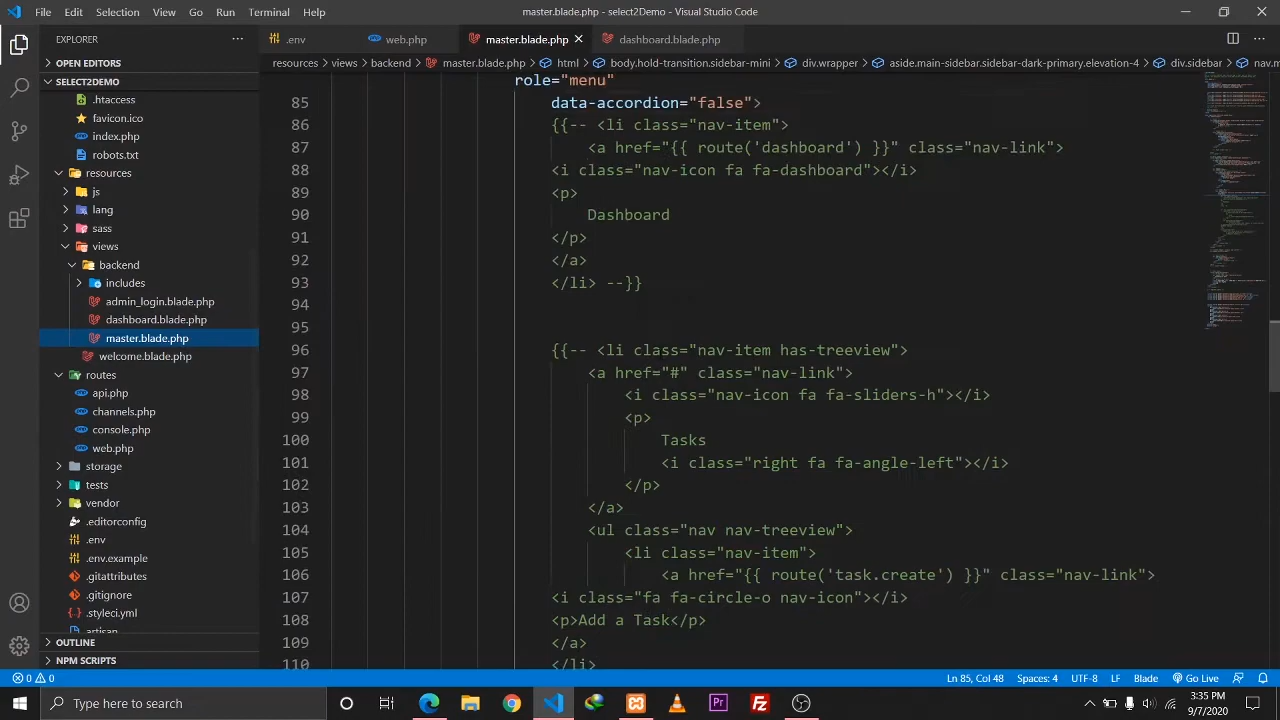 File Edit Selection View Go Run Terminal Help
master.blade.php - select2Demo - Visual Studio Code
EXPLORER
OPEN EDITORS
SELECT2DEMO
.htaccess
favicon.ico
index.php
robots.txt
resources
js
lang
sass
views
backend
includes
admin_login.blade.php
dashboard.blade.php
master.blade.php
welcome.blade.php
routes
api.php
channels.php
console.php
web.php
storage
tests
vendor
.editorconfig
.env
.env.example
.gitattributes
.gitignore
.styleci.yml
artisan
OUTLINE
NPM SCRIPTS
.env
web.php
master.blade.php
dashboard.blade.php
resources > views > backend > master.blade.php > html > body.hold-transition.sidebar-mini > div.wrapper > aside.main-sidebar.sidebar-dark-primary.elevation-4 > div.sidebar > nav.m
role="menu"
85 data-accordion="false">
86 {{-- <li class="nav-item">
87 <a href="{{ route('dashboard') }}" class="nav-link">
88 <i class="nav-icon fa fa-dashboard"></i>
89 <p>
90 Dashboard
91 </p>
92 </a>
93 </li> --}}
94
95
96 {{-- <li class="nav-item has-treeview">
97 <a href="#" class="nav-link">
98 <i class="nav-icon fa fa-sliders-h"></i>
99 <p>
100 Tasks
101 <i class="right fa fa-angle-left"></i>
102 </p>
103 </a>
104 <ul class="nav nav-treeview">
105 <li class="nav-item">
106 <a href="{{ route('task.create') }}" class="nav-link">
107 <i class="fa fa-circle-o nav-icon"></i>
108 <p>Add a Task</p>
109 </a>
110 </li>
0 0
Ln 85, Col 48 Spaces: 4 UTF-8 LF Blade Go Live
Type here to search
Pr
3:35 PM
9/7/2020